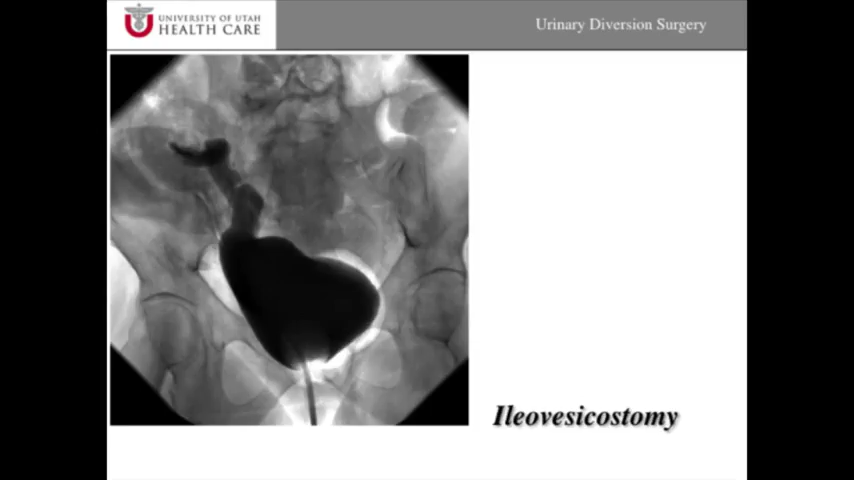 UNIVERSITY OF UTAH
HEALTH CARE
Urinary Diversion Surgery
Ileovesicostomy